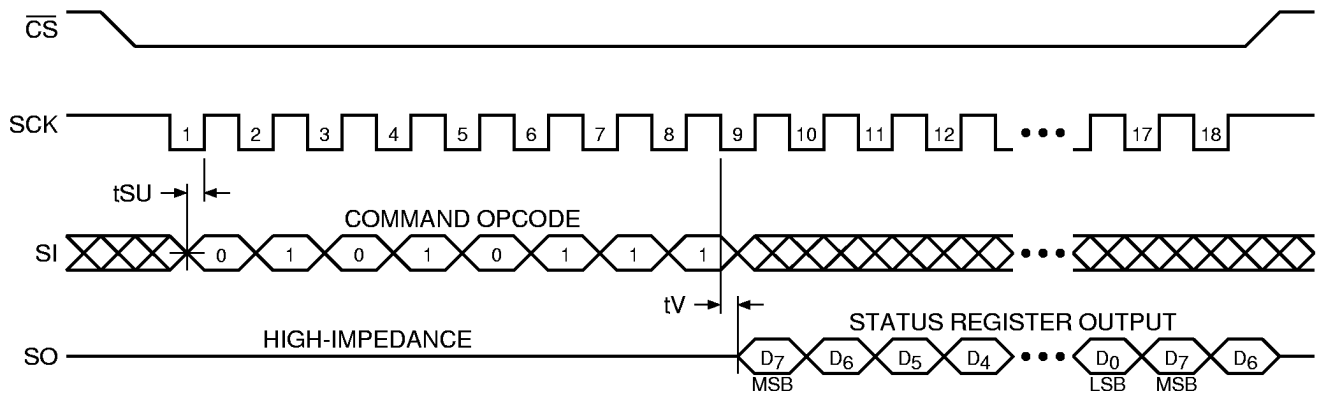 CS
SCK 1 2 3 4 5 6 7 8 9 10 11 12 17 18
tSU
COMMAND OPCODE
SI 0 1 0 1 0 1 1 1
tV
HIGH-IMPEDANCE STATUS REGISTER OUTPUT
SO D7 D6 D5 D4 D0 D7 D6
MSB LSB MSB